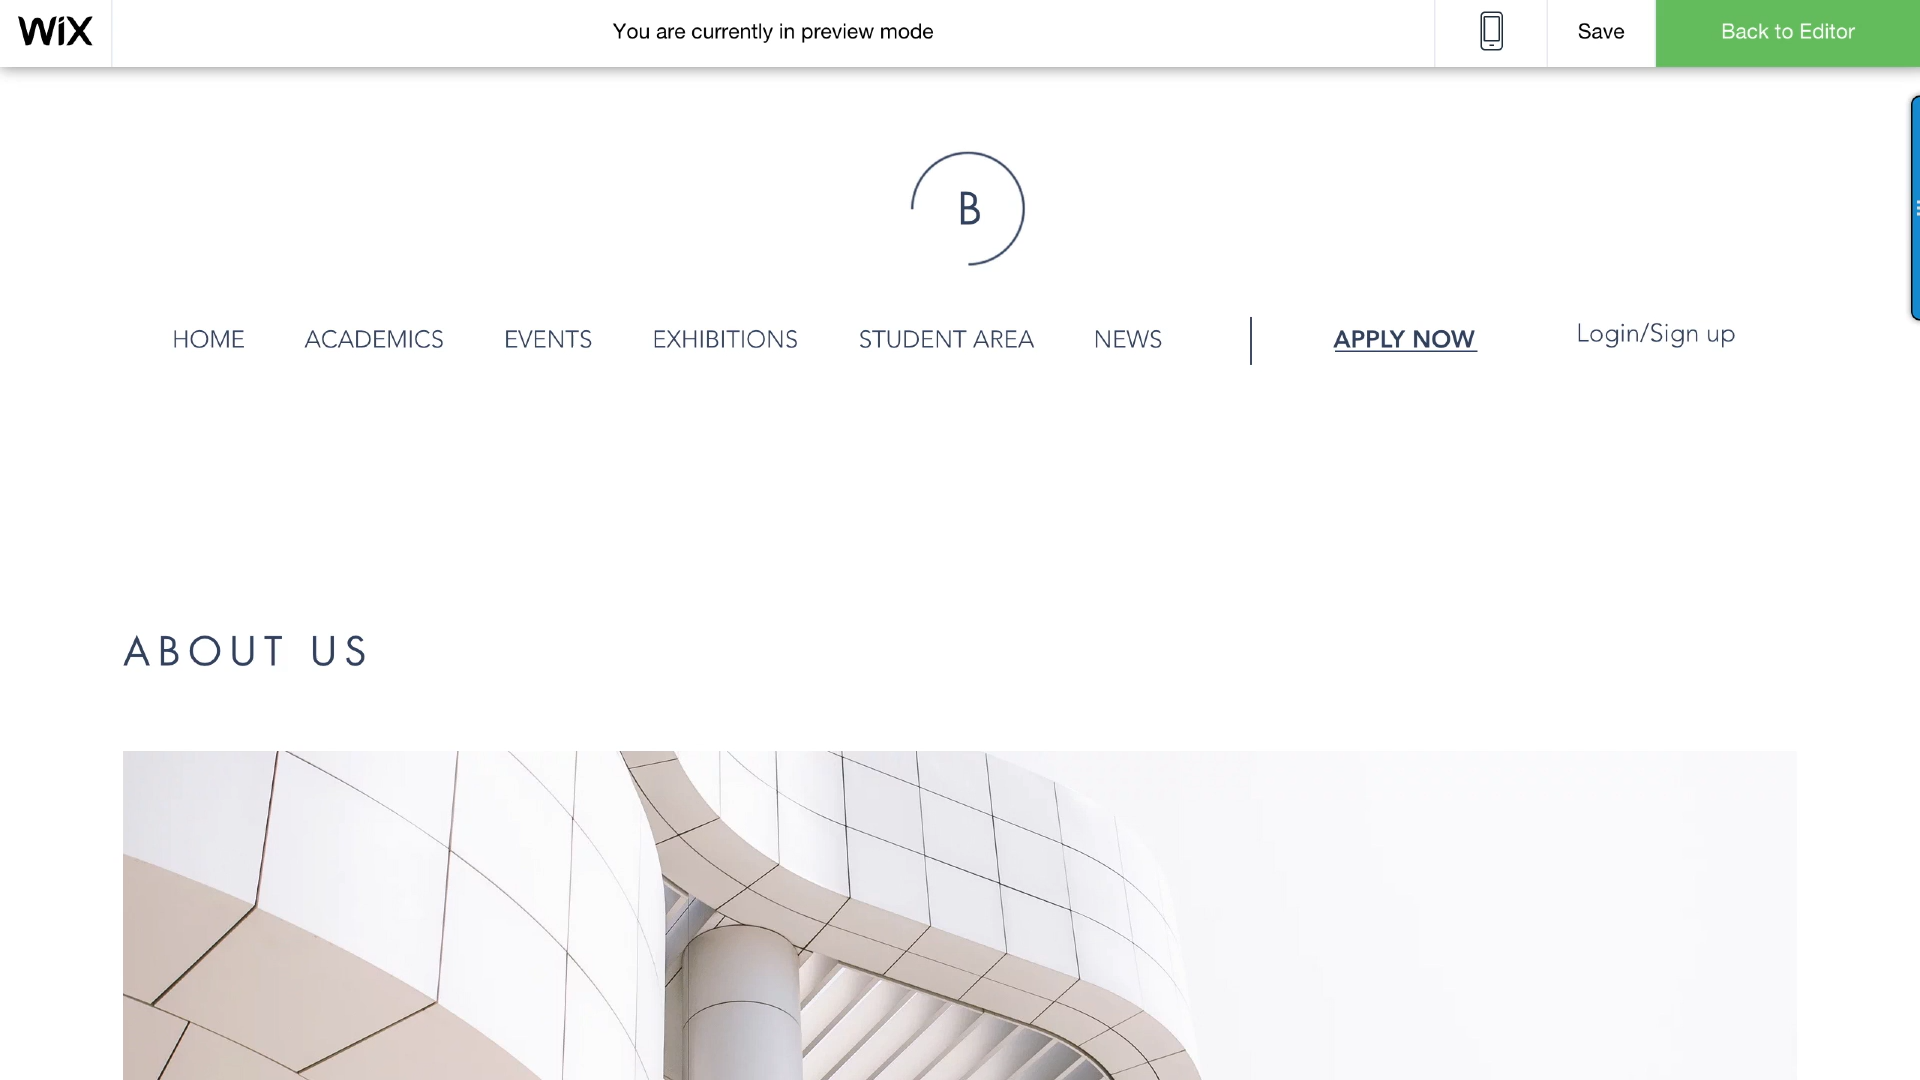 WiX You are currently in preview mode Save Back to Editor
B
HOME ACADEMICS EVENTS EXHIBITIONS STUDENT AREA NEWS APPLY NOW Login/Sign up
ABOUT US